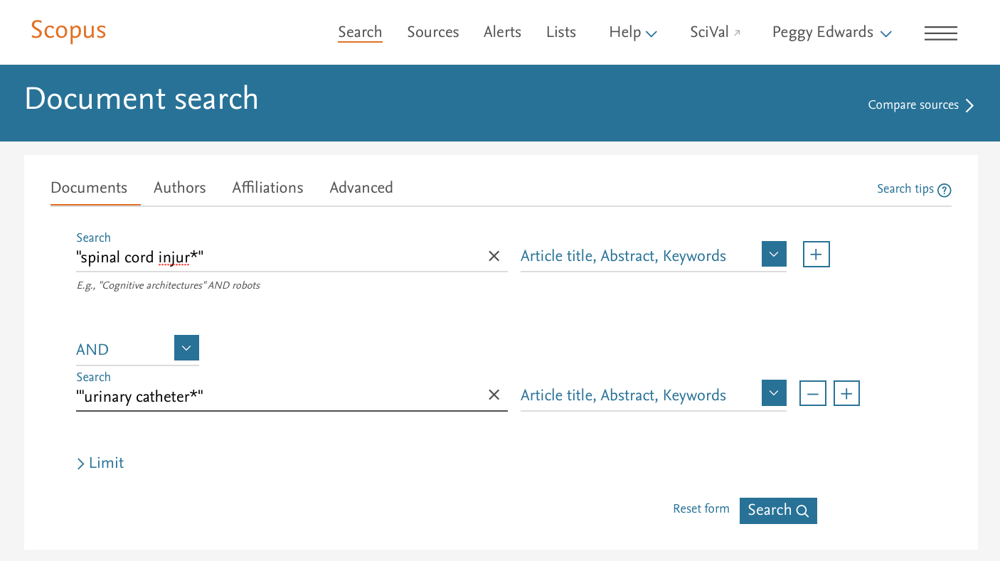 Scopus
Search Sources Alerts Lists Help SciVal Peggy Edwards
Document search
Compare sources
Documents Authors Affiliations Advanced
Search tips ?
Search
"spinal cord injur*"
Article title, Abstract, Keywords
E.g., "Cognitive architectures" AND robots
AND
Search
"'urinary catheter*"
Article title, Abstract, Keywords
Limit
Reset form
Search